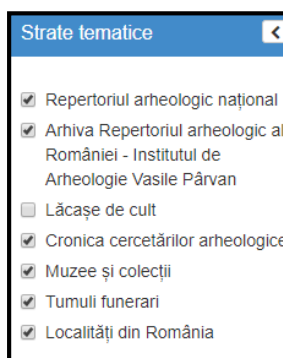 Strate tematice
Repertoriul arheologic național
Arhiva Repertoriul arheologic al
României - Institutul de
Arheologie Vasile Pârvan
Lăcașe de cult
Cronica cercetărilor arheologice
Muzee și colecții
Tumuli funerari
Localități din România